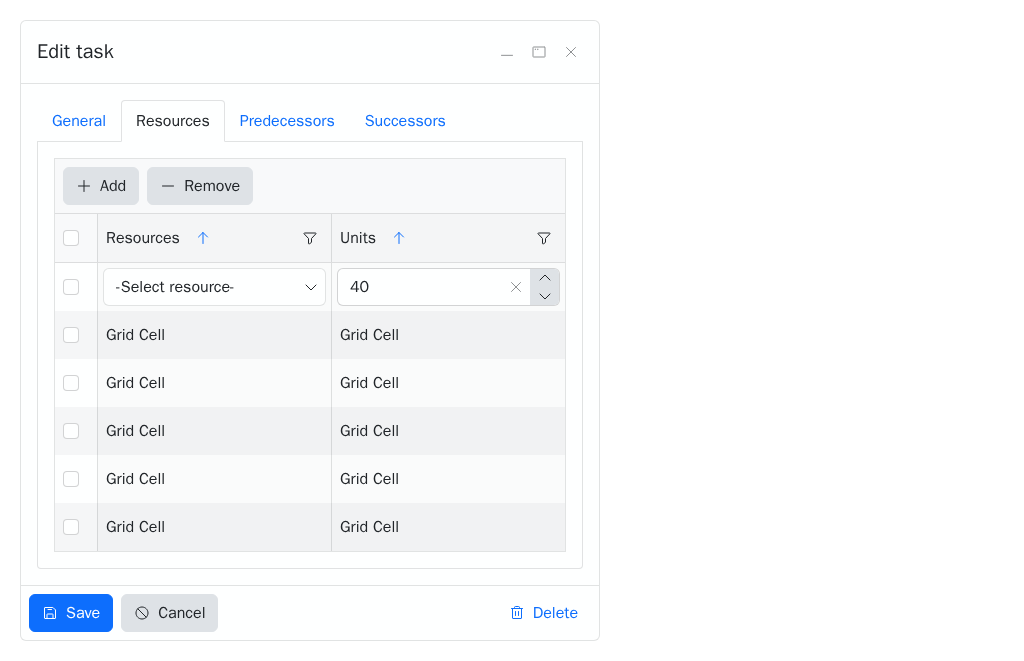 Edit task
General Resources Predecessors Successors
Add Remove
Resources Units
-Select resource- 40
Grid Cell Grid Cell
Grid Cell Grid Cell
Grid Cell Grid Cell
Grid Cell Grid Cell
Grid Cell Grid Cell
Save Cancel Delete